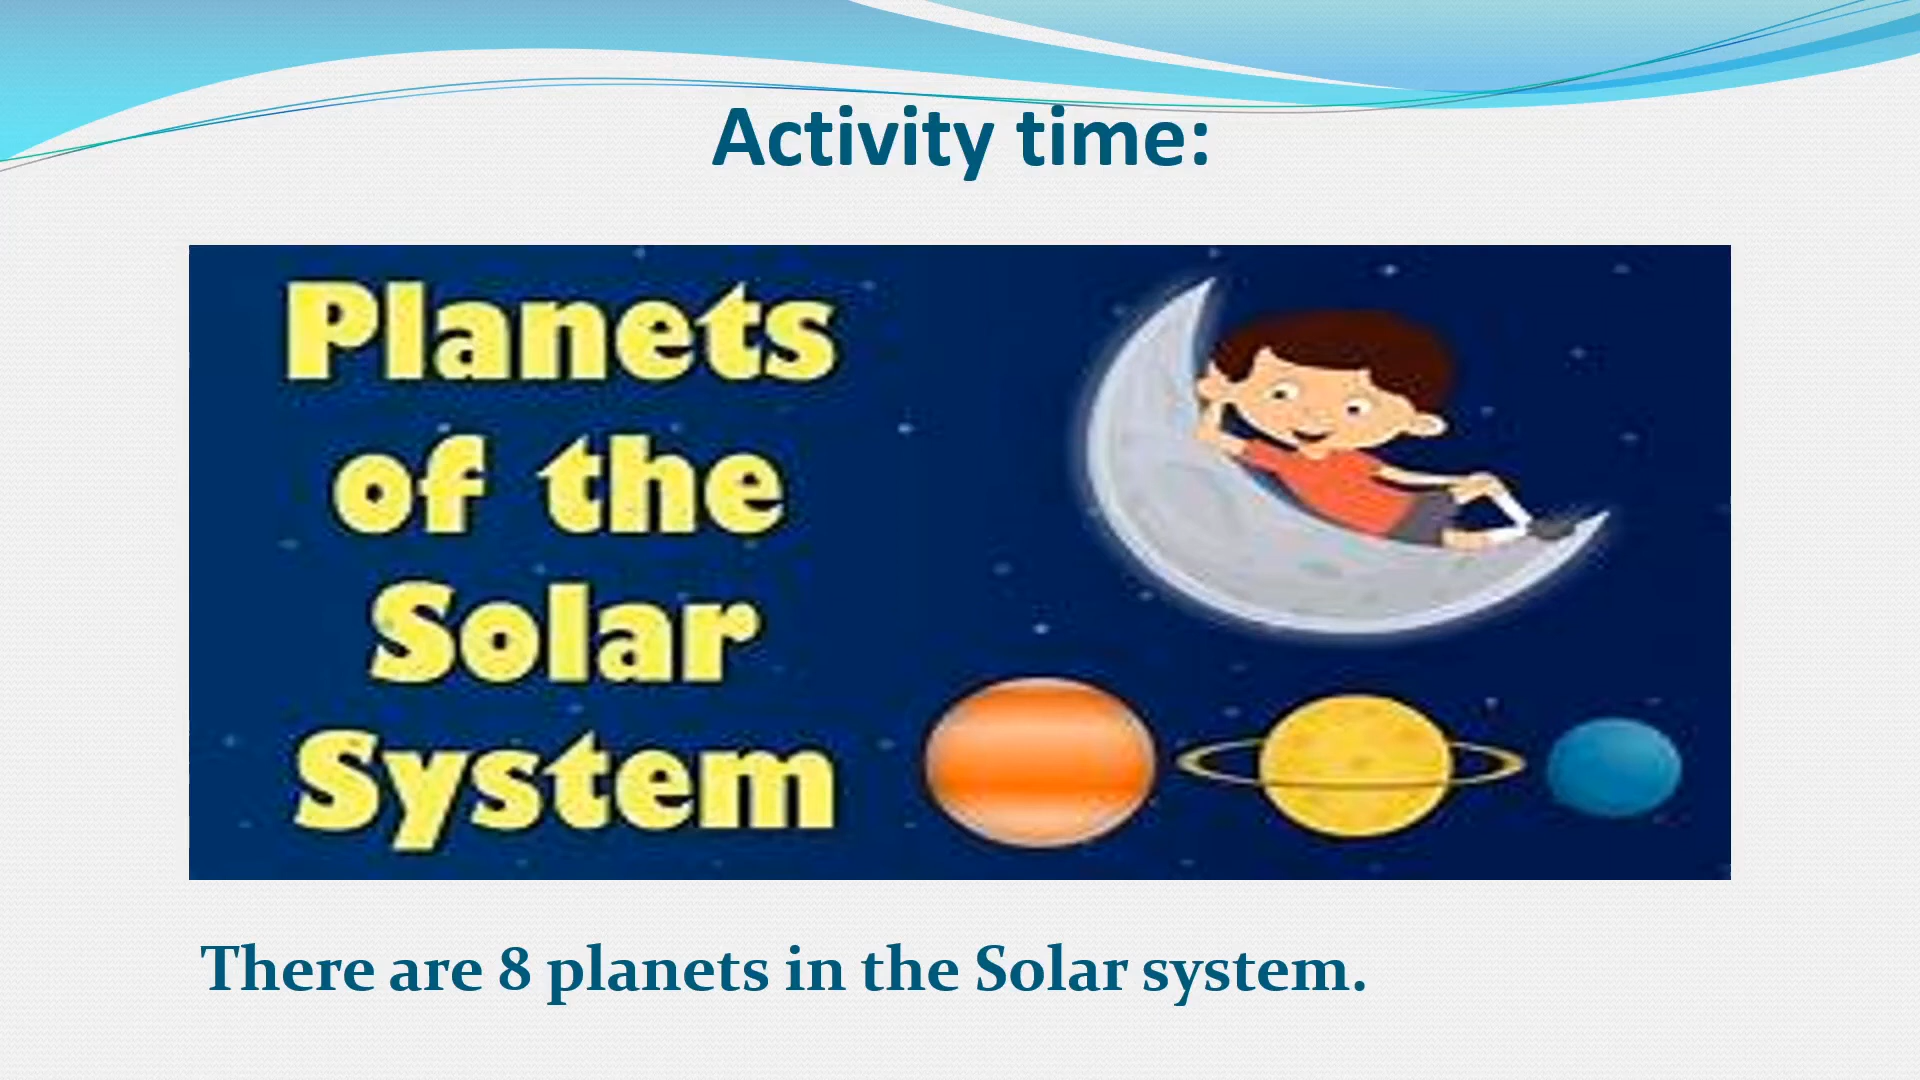 Activity time:
Planets
of the
Solar
System
There are 8 planets in the Solar system.